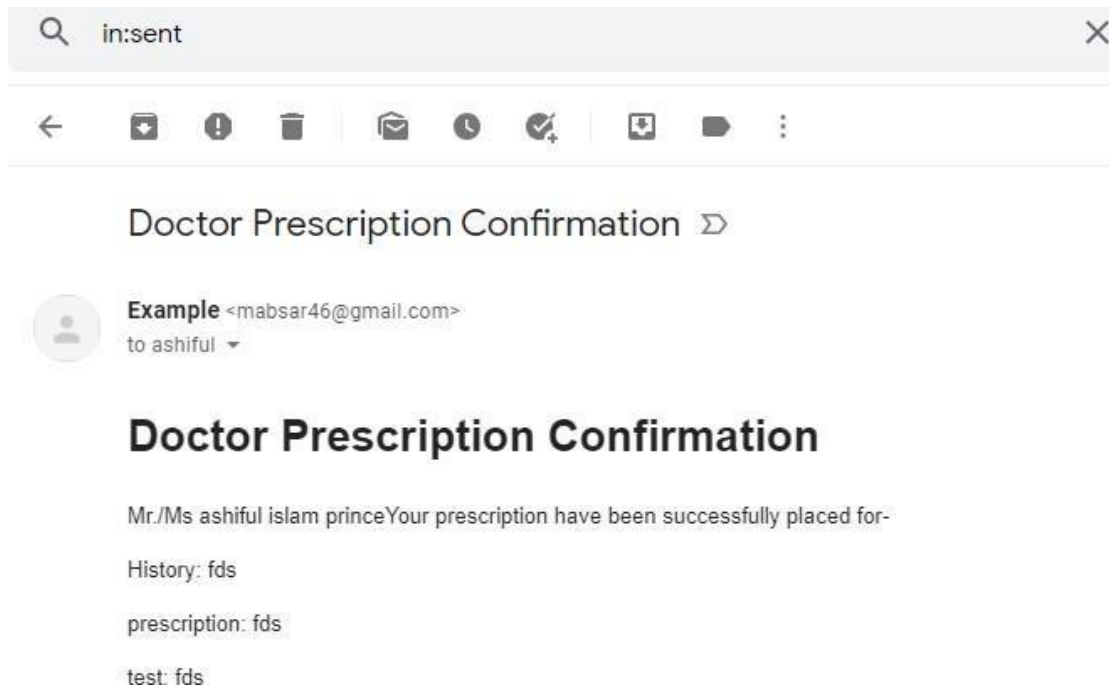 in:sent
Doctor Prescription Confirmation
Example <mabsar46@gmail.com>
to ashiful
Doctor Prescription Confirmation
Mr./Ms ashiful islam princeYour prescription have been successfully placed for-
History: fds
prescription: fds
test: fds